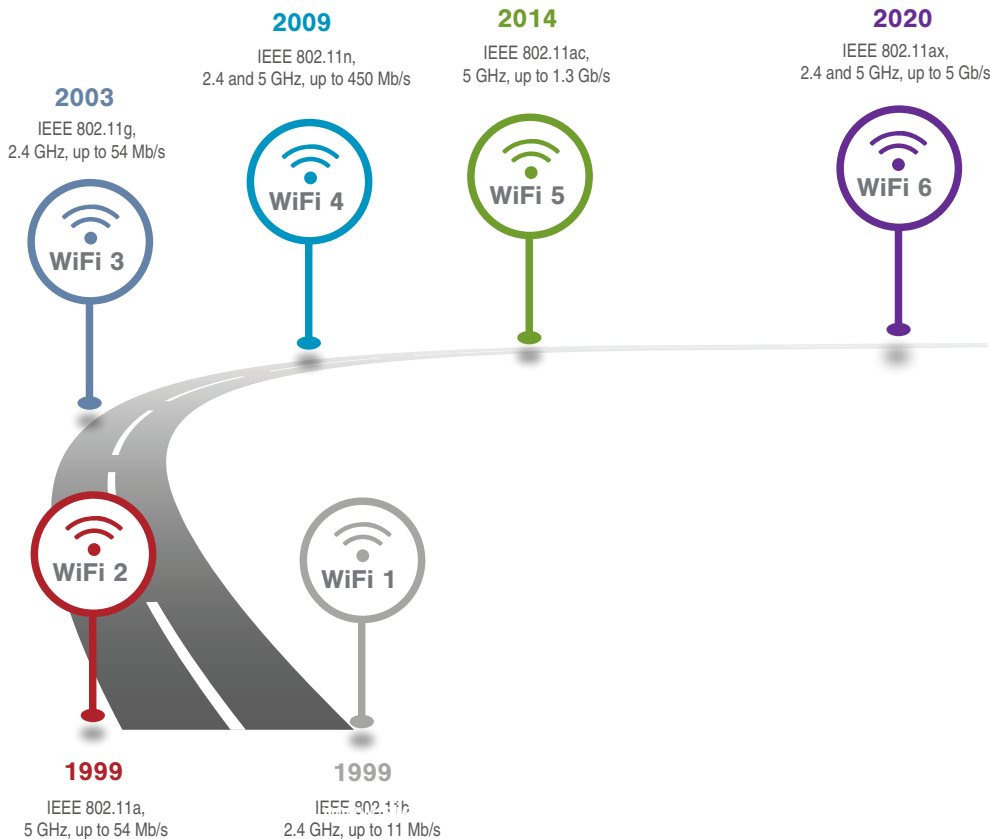 2009
IEEE 802.11n,
2.4 and 5 GHz, up to 450 Mb/s
2014
IEEE 802.11ac,
5 GHz, up to 1.3 Gb/s
2020
IEEE 802.11ax,
2.4 and 5 GHz, up to 5 Gb/s
2003
IEEE 802.11g,
2.4 GHz, up to 54 Mb/s
WiFi 3
WiFi 4
WiFi 5
WiFi 6
WiFi 2
WiFi 1
1999
IEEE 802.11a,
5 GHz, up to 54 Mb/s
1999
IEEE 802.11b
2.4 GHz, up to 11 Mb/s